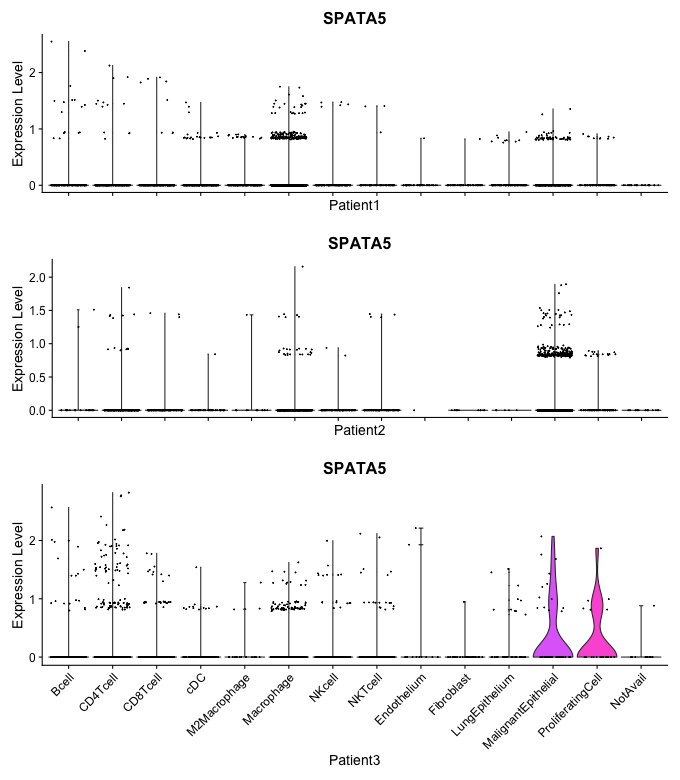 SPATA5
Expression Level
2
1
0
Patient1
SPATA5
Expression Level
2.0
1.5
1.0
0.5
0.0
Patient2
SPATA5
Expression Level
2
1
0
Bcell
CD4Tcell
CD8Tcell
cDC
M2Macrophage
Macrophage
NKcell
NKTcell
Endothelium
Fibroblast
LungEpithelium
MalignantEpithelial
ProliferatingCell
NotAvail
Patient3